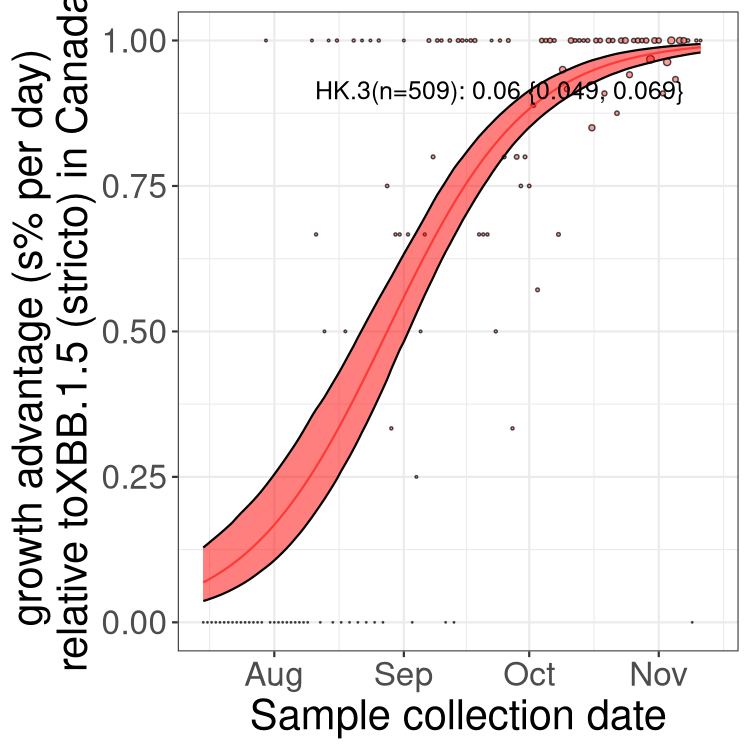 growth advantage (s% per day)
relative toXBB.1.5 (stricto) in Canada
1.00
0.75
0.50
0.25
0.00
HK.3(n=509): 0.06 {0.049, 0.069}
Aug Sep Oct Nov
Sample collection date